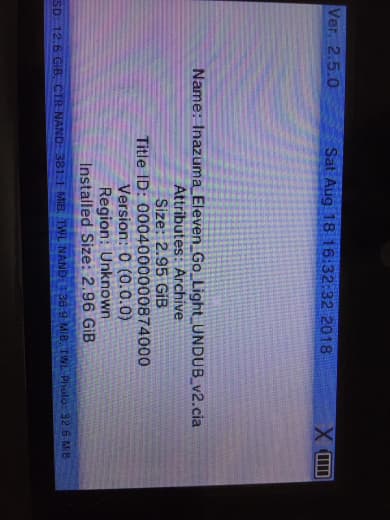 Ver. 2.5.0 Sat Aug 18 16:32:32 2018
Name: Inazuma_Eleven_Go_Light_UNDUB_v2.cia
Attributes: Archive
Size: 2.95 GiB
Title ID: 0004000000874000
Version: 0 (0.0.0)
Region: Unknown
Installed Size: 2.96 GiB
SD: 12.6 GiB, CTR NAND: 381.1 MiB, TWL NAND: 36.9 MiB, TWL Photo: 32.6 MiB